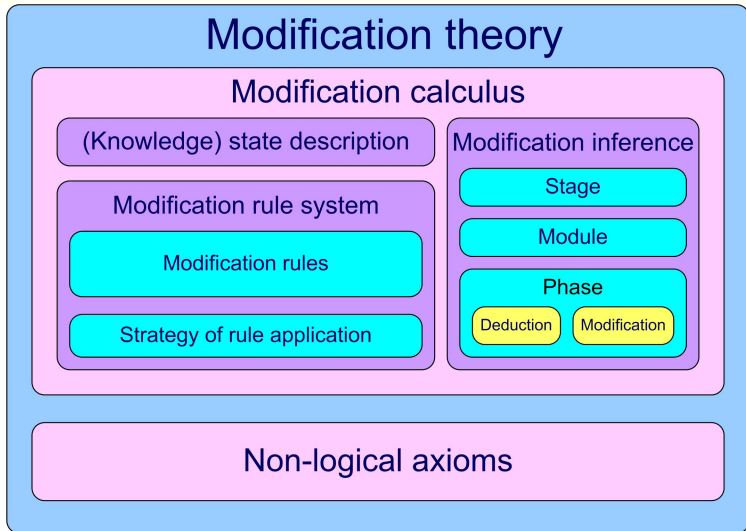 Modification theory
Modification calculus
(Knowledge) state description
Modification rule system
Modification rules
Strategy of rule application
Modification inference
Stage
Module
Phase
Deduction
Modification
Non-logical axioms